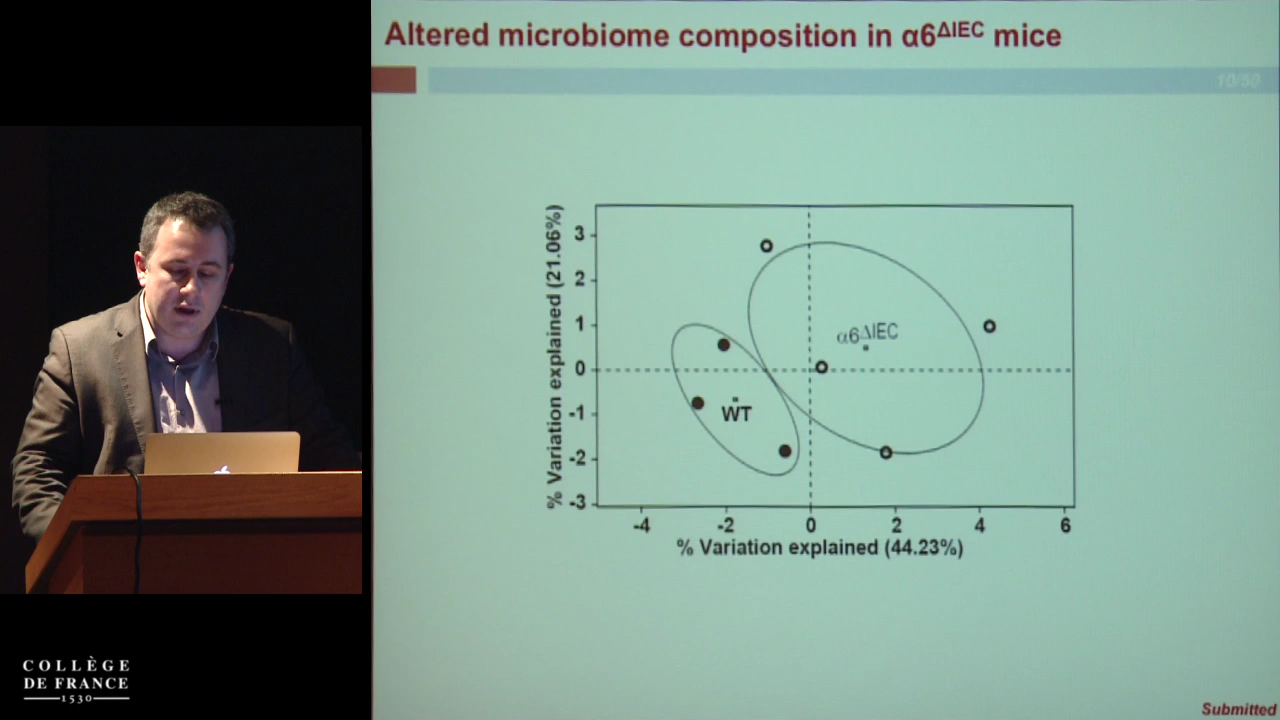 Altered microbiome composition in α6ΔIEC mice
10/50
% Variation explained (21.06%)
3
2
1
0
-1
-2
-3
α6ΔIEC
WT
-4
-2
0
2
4
6
% Variation explained (44.23%)
COLLÈGE
DE FRANCE
1530
Submitted